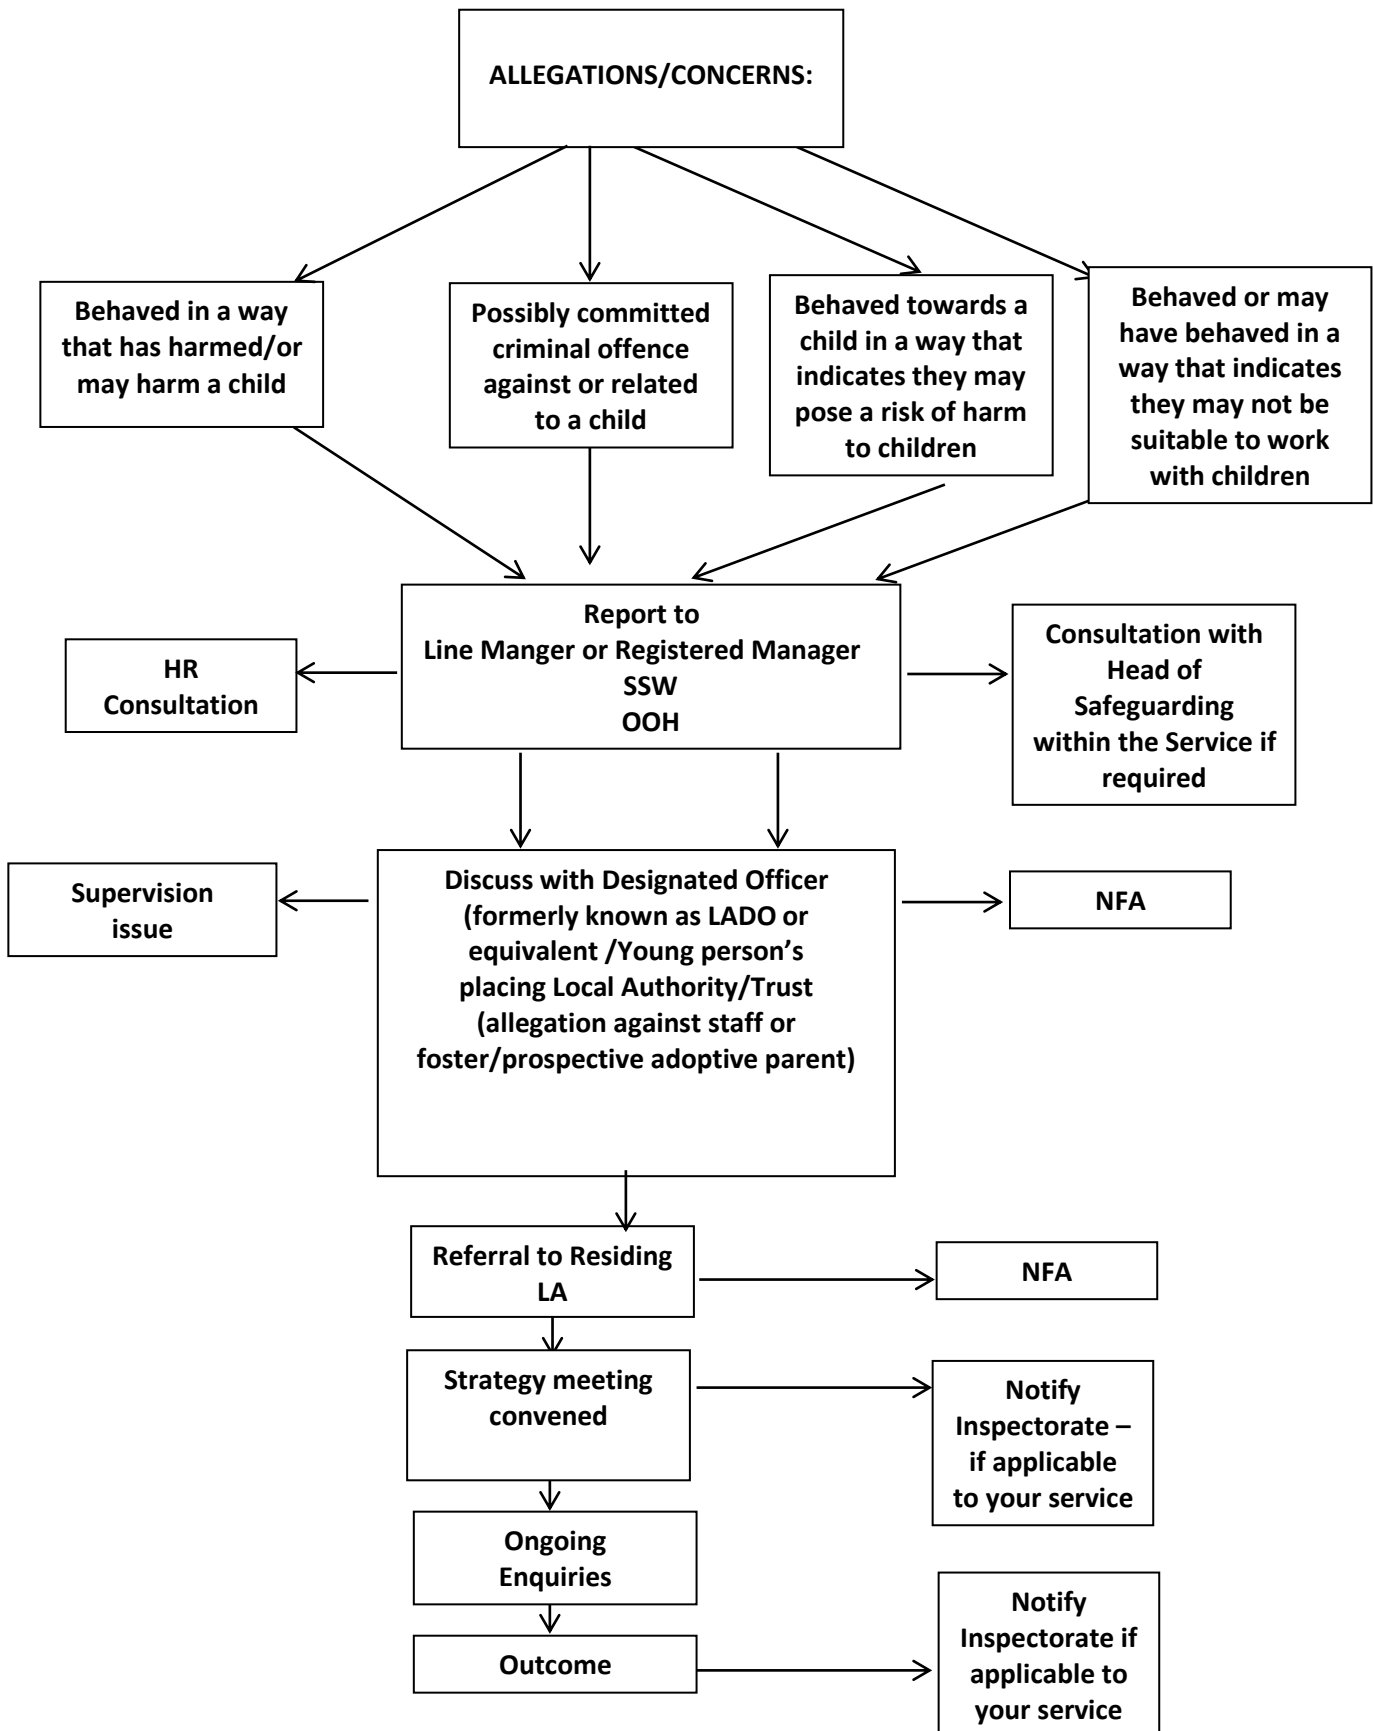 ALLEGATIONS/CONCERNS:
Behaved in a way
that has harmed/or
may harm a child
Possibly committed
criminal offence
against or related
to a child
Behaved towards a
child in a way that
indicates they may
pose a risk of harm
to children
Behaved or may
have behaved in a
way that indicates
they may not be
suitable to work
with children
Report to
Line Manger or Registered Manager
SSW
OOH
HR
Consultation
Consultation with
Head of
Safeguarding
within the Service if
required
Discuss with Designated Officer
(formerly known as LADO or
equivalent /Young person’s
placing Local Authority/Trust
(allegation against staff or
foster/prospective adoptive parent)
Supervision
issue
NFA
Referral to Residing
LA
NFA
Strategy meeting
convened
Notify
Inspectorate –
if applicable
to your service
Ongoing
Enquiries
Outcome
Notify
Inspectorate if
applicable to
your service